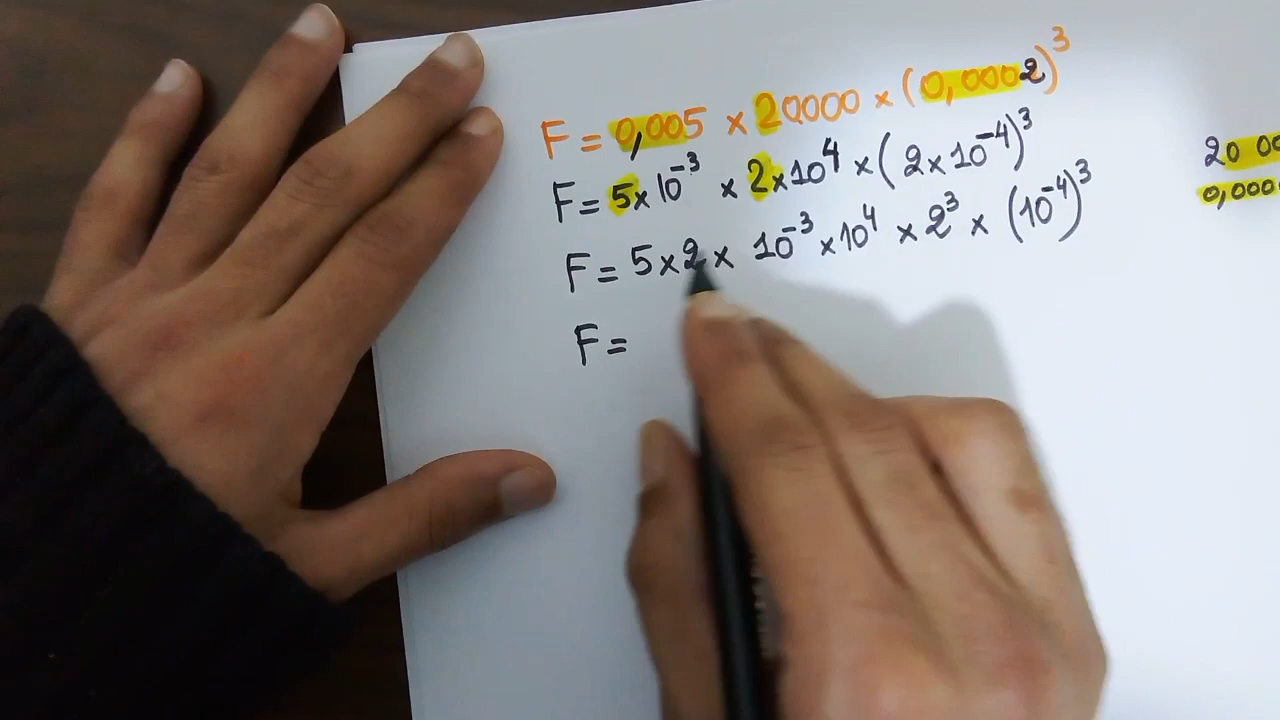 F = 0,005 × 20000 × (0,0002)³
F = 5×10⁻³ × 2×10⁴ × (2×10⁻⁴)³
F = 5×2× 10⁻³×10⁴ × 2³ × (10⁻⁴)³
F =
20 00
0,000